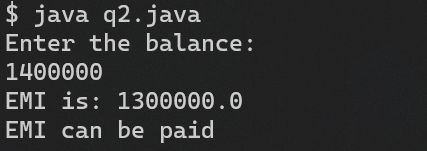 $ java q2.java
Enter the balance:
1400000
EMI is: 1300000.0
EMI can be paid